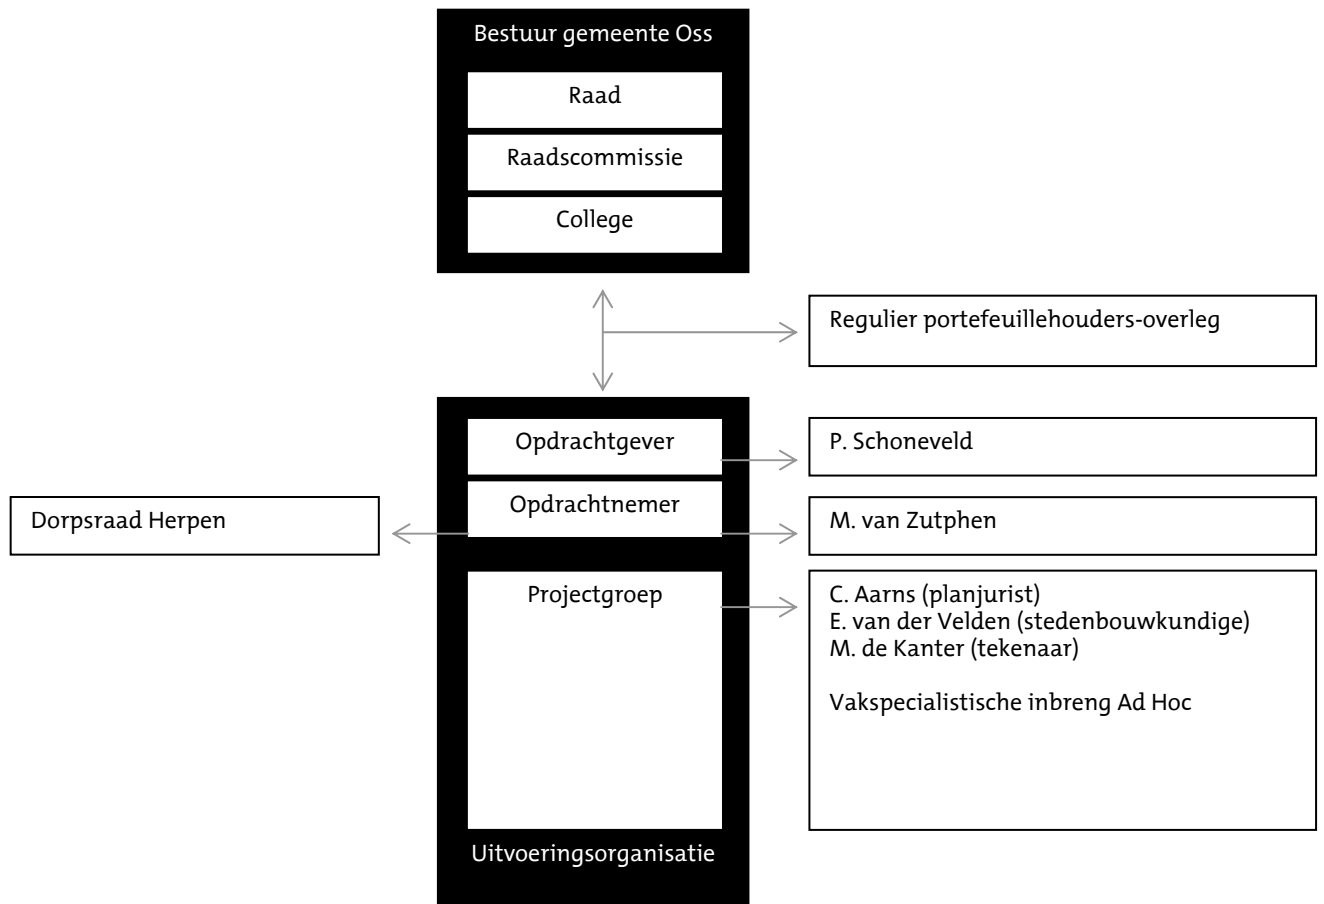 Bestuur gemeente Oss
Raad
Raadscommissie
College
Regulier portefeuillehouders-overleg
Opdrachtgever
P. Schoneveld
Opdrachtnemer
Dorpsraad Herpen
M. van Zutphen
Projectgroep
C. Aarns (planjurist)
E. van der Velden (stedenbouwkundige)
M. de Kanter (tekenaar)
Vakspecialistische inbreng Ad Hoc
Uitvoeringsorganisatie